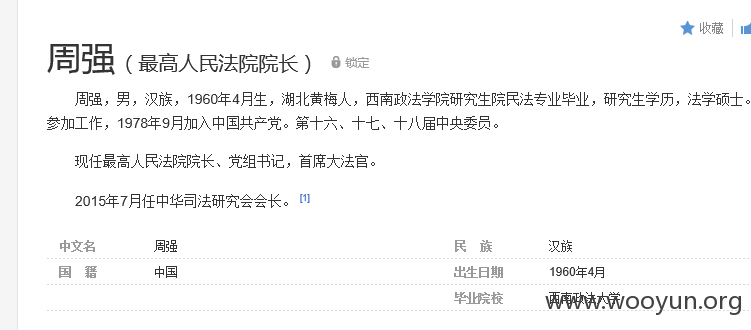 收藏
周强（最高人民法院院长） 锁定
周强，男，汉族，1960年4月生，湖北黄梅人，西南政法学院研究生院民法专业毕业，研究生学历，法学硕士。
参加工作，1978年9月加入中国共产党。第十六、十七、十八届中央委员。
现任最高人民法院院长、党组书记，首席大法官。
2015年7月任中华司法研究会会长。[1]
中文名 周强 民 族 汉族
国 籍 中国 出生日期 1960年4月
毕业院校 西南政法大学
www.wooyun.org